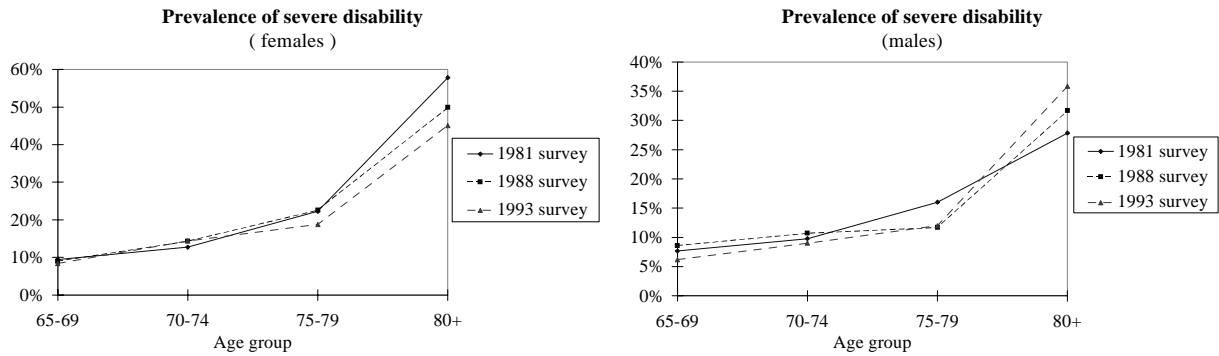 Prevalence of severe disability
( females )
60%
50%
40%
30%
20%
10%
0%
65-69 70-74 75-79 80+
Age group
1981 survey
1988 survey
1993 survey
Prevalence of severe disability
(males)
40%
35%
30%
25%
20%
15%
10%
5%
0%
65-69 70-74 75-79 80+
Age group
1981 survey
1988 survey
1993 survey